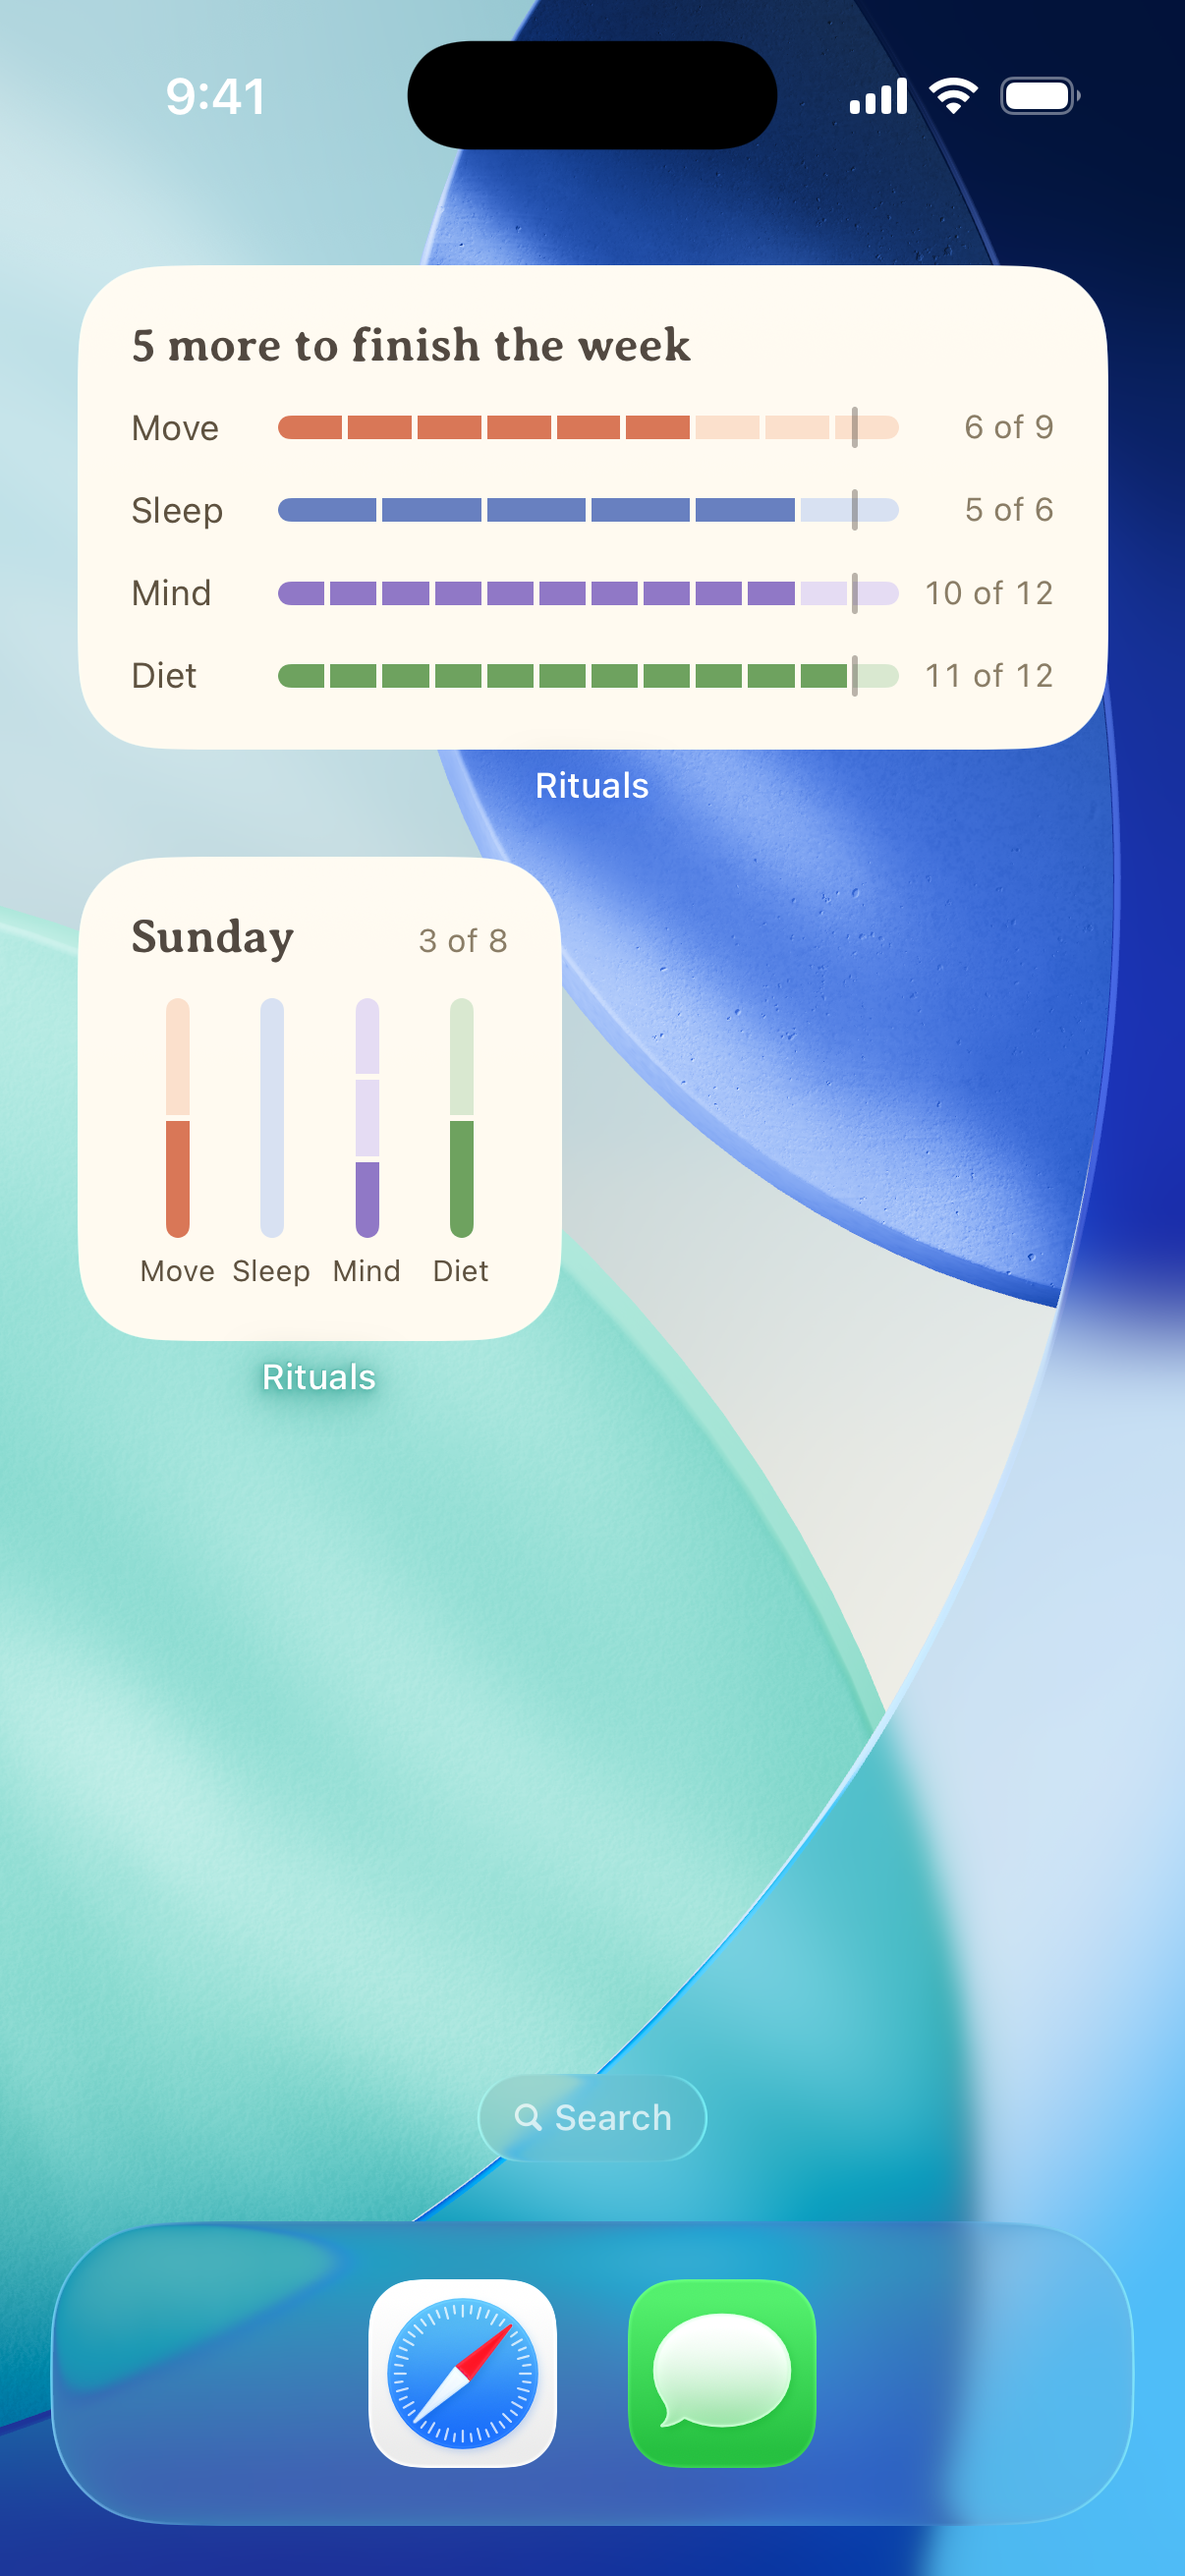 9:41
5 more to finish the week
Move 6 of 9
Sleep 5 of 6
Mind 10 of 12
Diet 11 of 12
Rituals
Sunday 3 of 8
Move Sleep Mind Diet
Rituals
Search